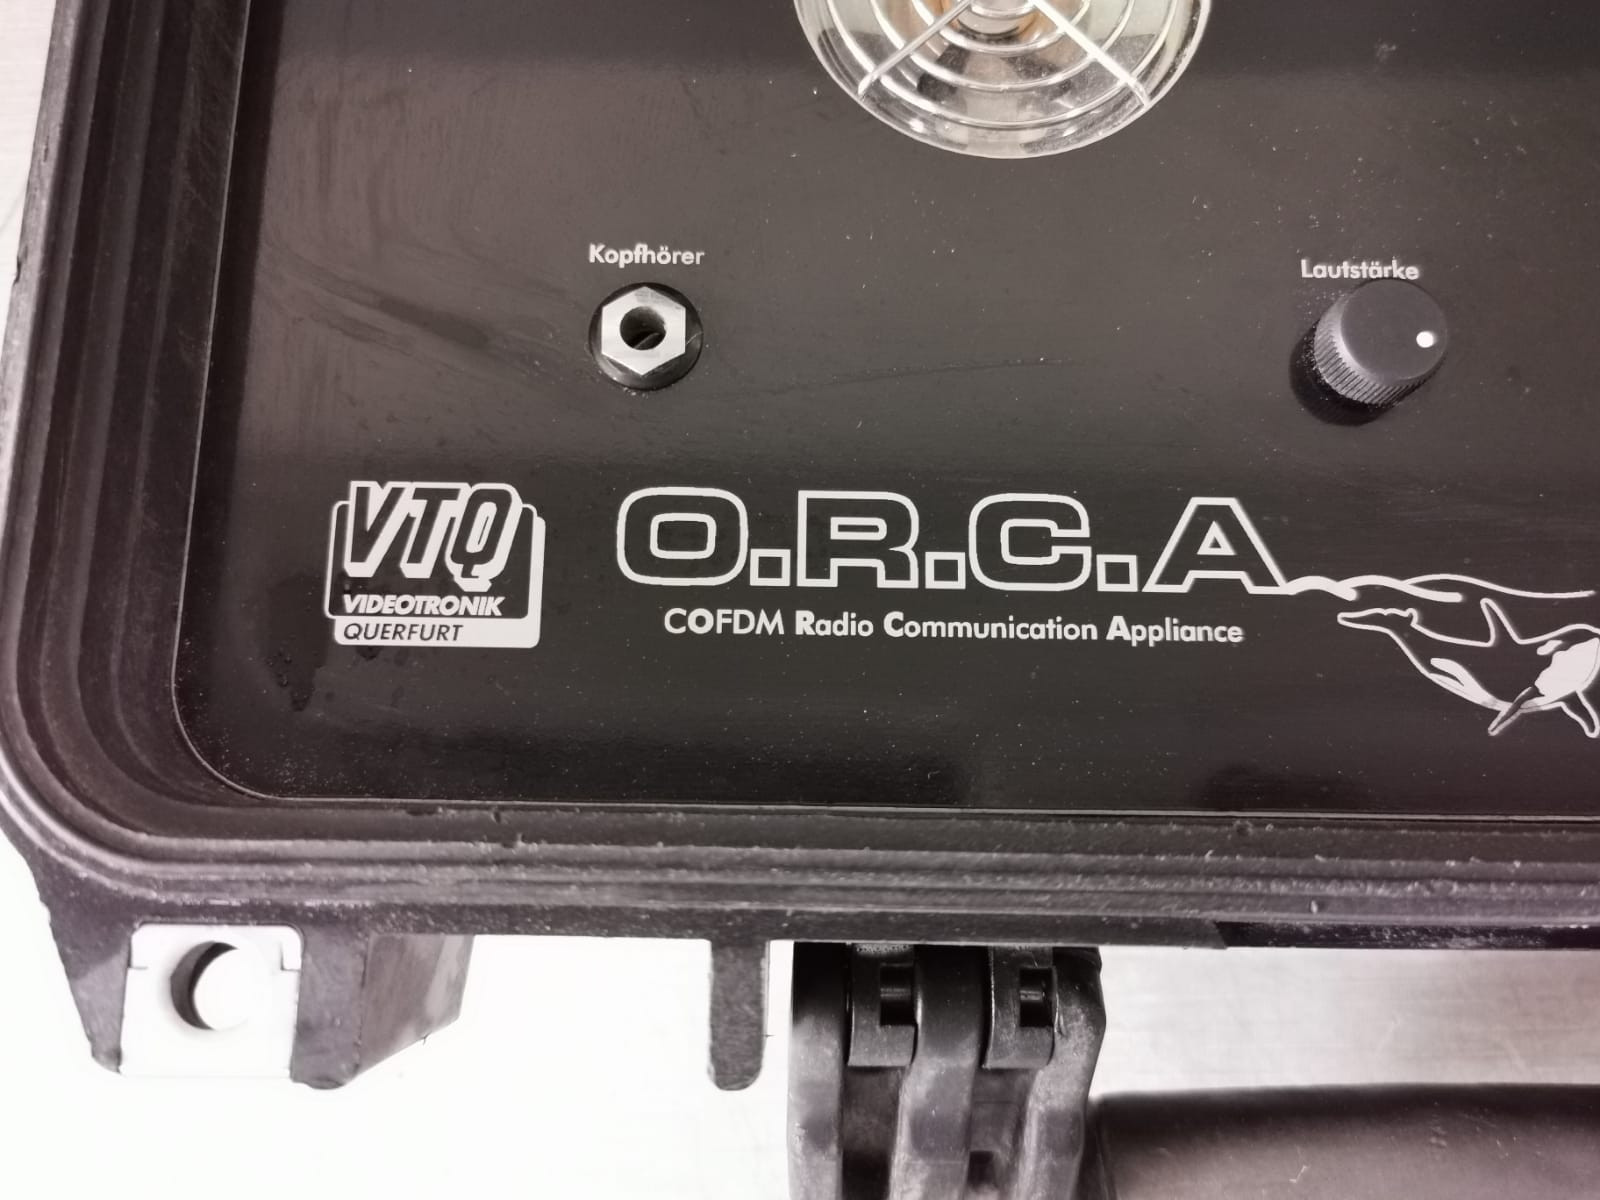 Kopfhörer
Lautstärke
VTQ
VIDEOTRONIK
QUERFURT
O.R.C.A
COFDM Radio Communication Appliance